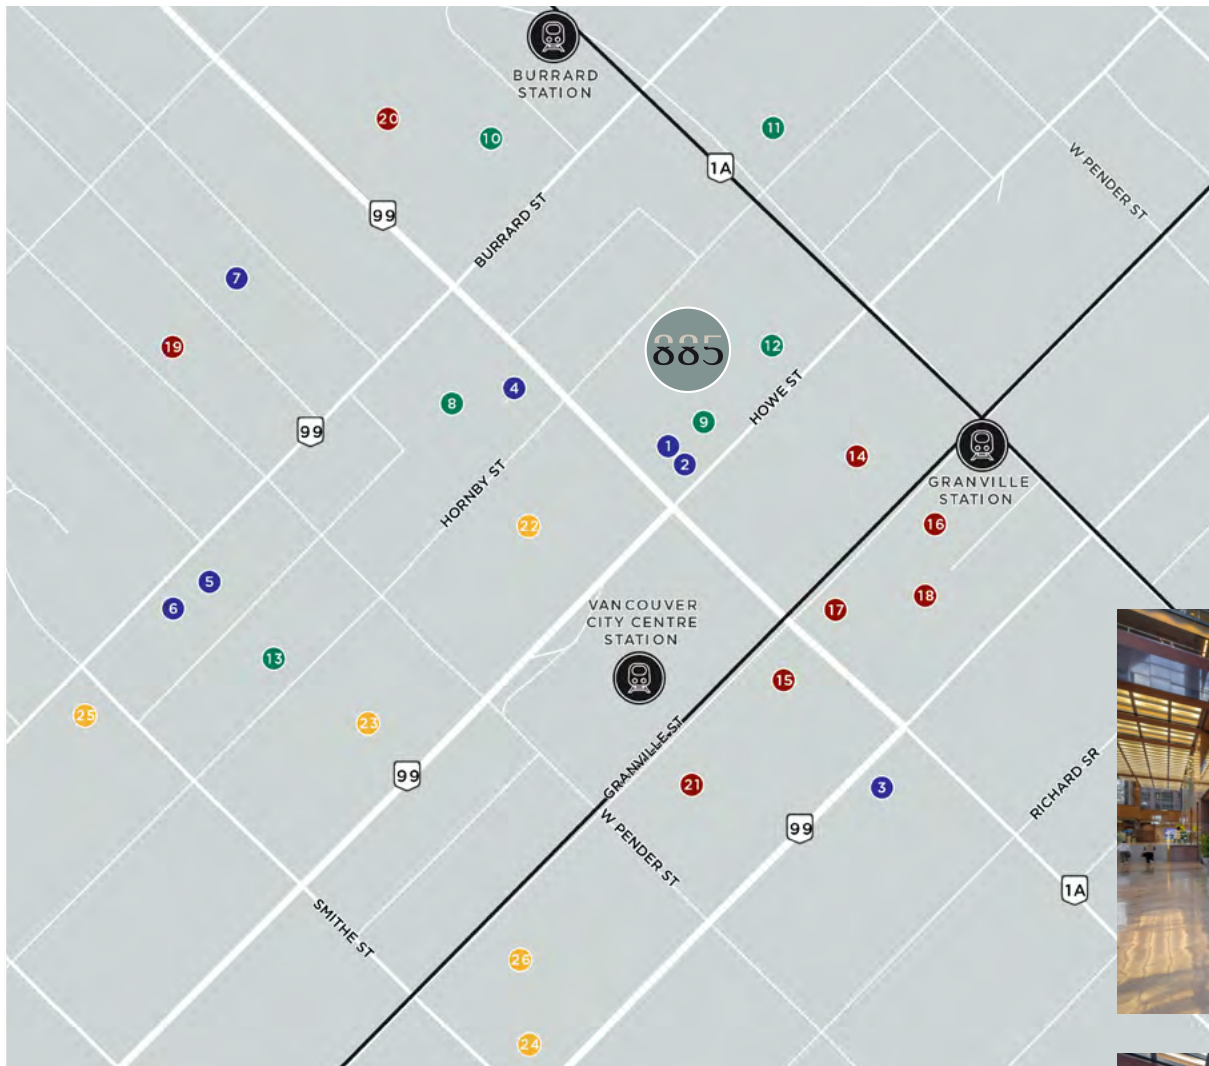 BURRARD
STATION
20
10
11
1A
W PENDER ST
99
BURRARD ST
7
19
885
12
4
8
HOWE ST
9
99
1
2
14
HORNBY ST
GRANVILLE
STATION
22
16
5
6
VANCOUVER
CITY CENTRE
STATION
18
17
13
15
25
23
GRANVILLE ST
99
21
3
RICHARD SR
W PENDER ST
99
1A
SMITHE ST
26
24